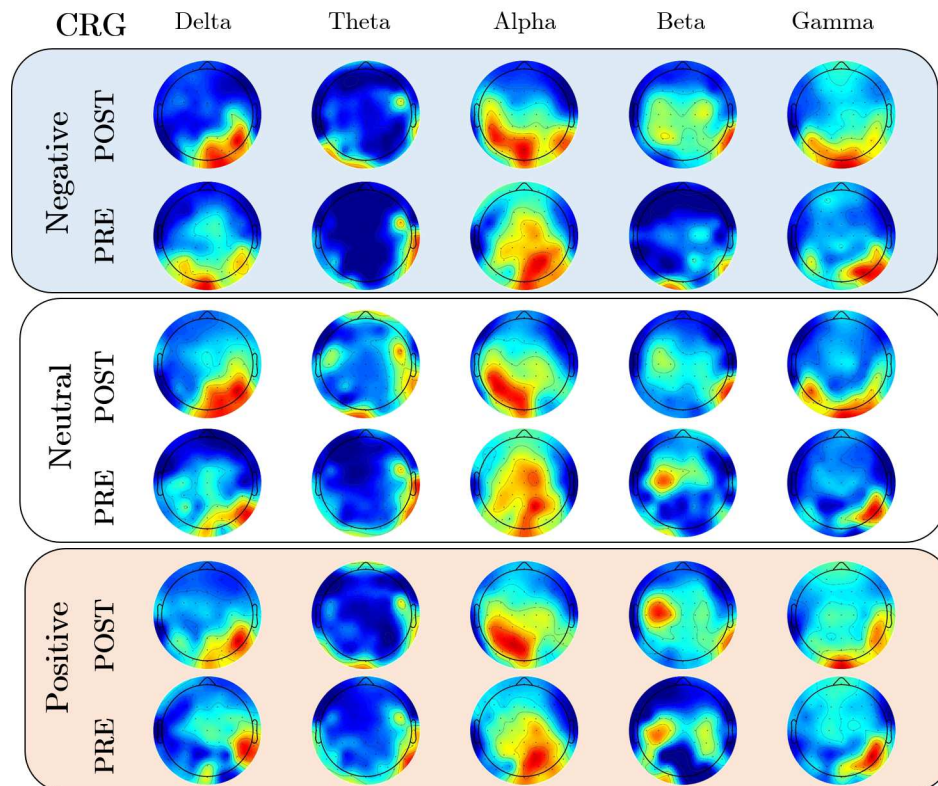 CRG Delta Theta Alpha Beta Gamma
Negative
POST
PRE
Neutral
POST
PRE
Positive
POST
PRE